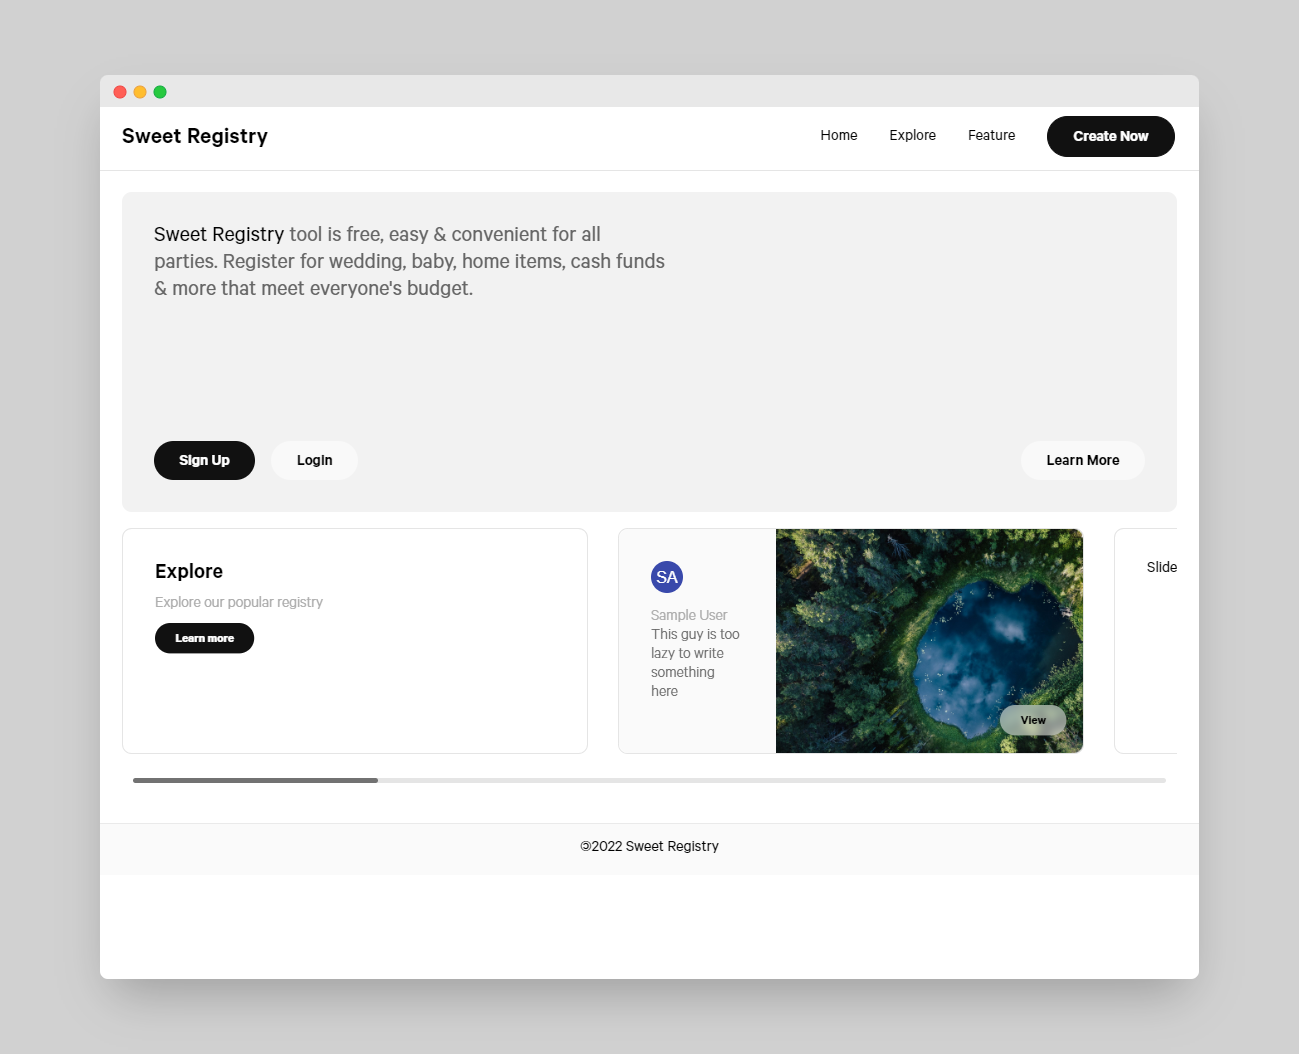 Sweet Registry
Home
Explore
Feature
Create Now
Sweet Registry tool is free, easy & convenient for all
parties. Register for wedding, baby, home items, cash funds
& more that meet everyone's budget.
Sign Up
Login
Learn More
Explore
Explore our popular registry
Learn more
SA
Sample User
This guy is too
lazy to write
something
here
View
Slide
©2022 Sweet Registry